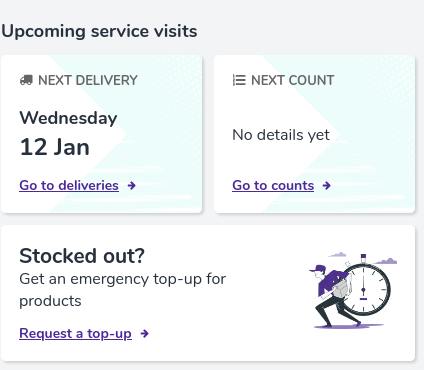 Upcoming service visits
NEXT DELIVERY
Wednesday
12 Jan
Go to deliveries
NEXT COUNT
No details yet
Go to counts
Stocked out?
Get an emergency top-up for
products
Request a top-up